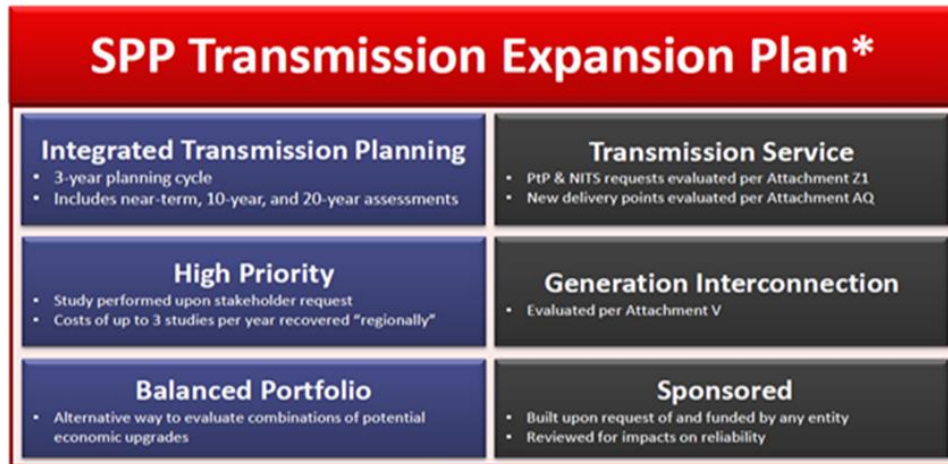 SPP Transmission Expansion Plan*
Integrated Transmission Planning
• 3-year planning cycle
• Includes near-term, 10-year, and 20-year assessments
Transmission Service
• PtP & NITS requests evaluated per Attachment Z1
• New delivery points evaluated per Attachment AQ
High Priority
• Study performed upon stakeholder request
• Costs of up to 3 studies per year recovered “regionally”
Generation Interconnection
• Evaluated per Attachment V
Balanced Portfolio
• Alternative way to evaluate combinations of potential
economic upgrades
Sponsored
• Built upon request of and funded by any entity
• Reviewed for impacts on reliability